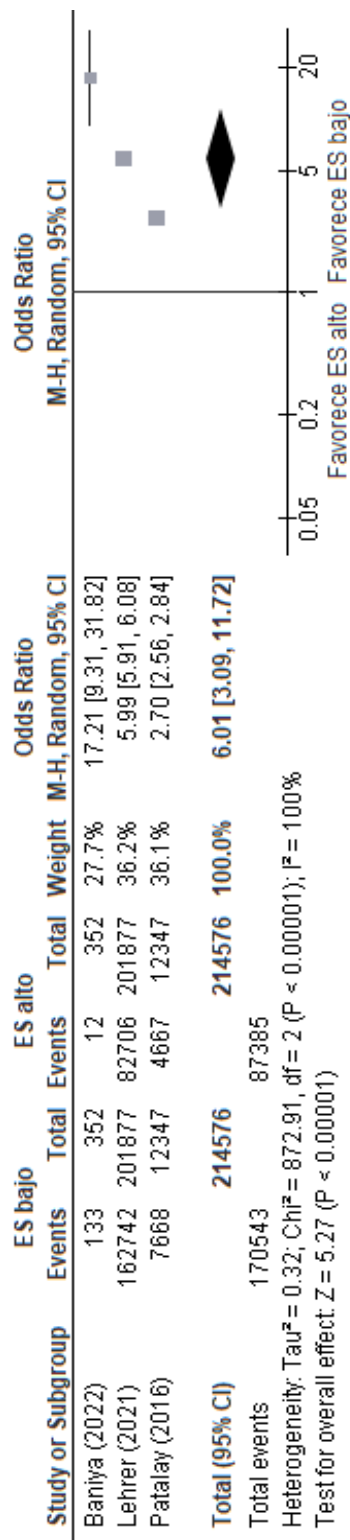 ES bajo ES alto Odds Ratio Odds Ratio
Study or Subgroup Events Total Events Total Weight M-H, Random, 95% CI M-H, Random, 95% CI
Baniya (2022) 133 352 12 352 27.7% 17.21 [9.31, 31.82]
Lehrer (2021) 162742 201877 82706 201877 36.2% 5.99 [5.91, 6.08]
Patalay (2016) 7668 12347 4667 12347 36.1% 2.70 [2.56, 2.84]
Total (95% CI) 214576 214576 100.0% 6.01 [3.09, 11.72]
Total events 170543 87385
Heterogeneity: Tau² = 0.32; Chi² = 872.91, df = 2 (P < 0.00001); I² = 100%
Test for overall effect: Z = 5.27 (P < 0.00001)
0.05 0.2 1 5 20
Favorece ES alto Favorece ES bajo